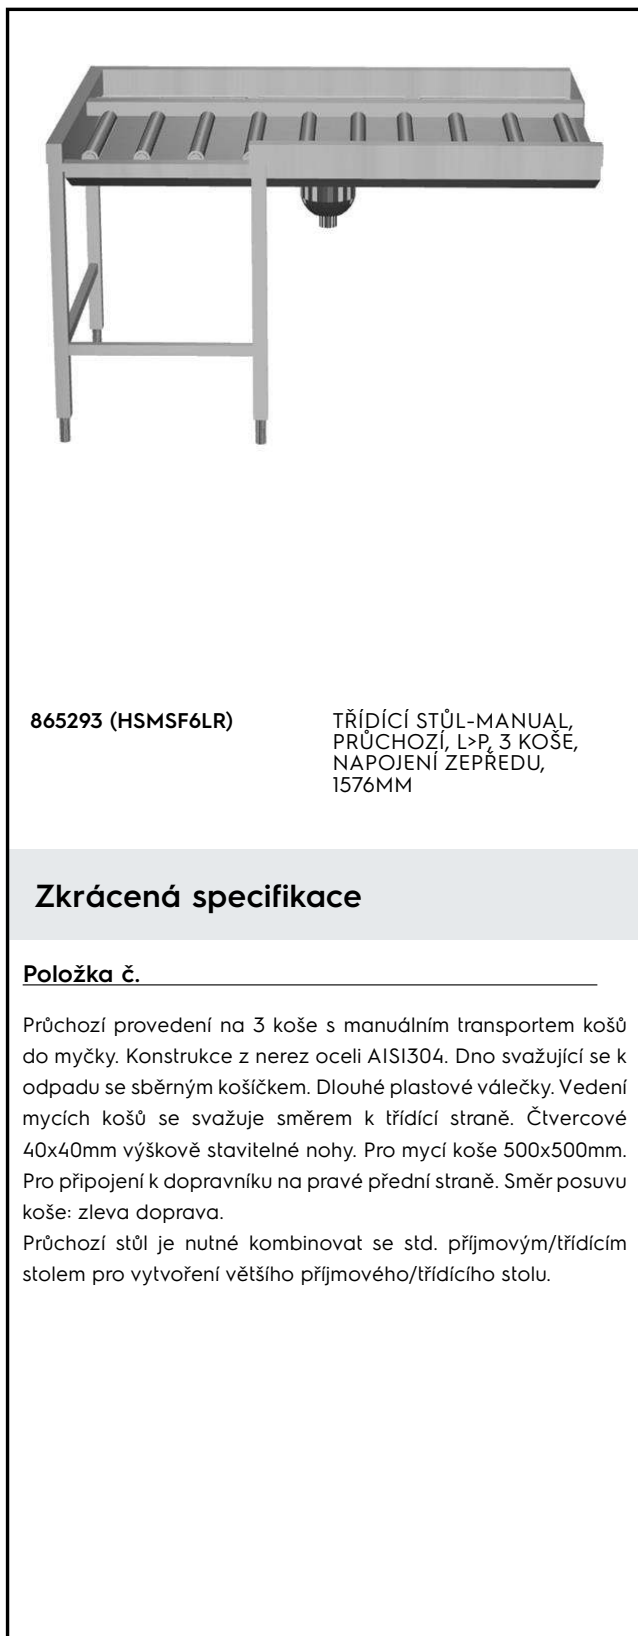 865293 (HSMSF6LR)
TŘÍDÍCÍ STŮL-MANUAL,
PRŮCHOZÍ, L>P, 3 KOŠE,
NAPOJENÍ ZEPŘEDU,
1576MM
Zkrácená specifikace
Položka č.
Průchozí provedení na 3 koše s manuálním transportem košů
do myčky. Konstrukce z nerez oceli AISI304. Dno svažující se k
odpadu se sběrným košíčkem. Dlouhé plastové válečky. Vedení
mycích košů se svažuje směrem k třídící straně. Čtvercové
40x40mm výškově stavitelné nohy. Pro mycí koše 500x500mm.
Pro připojení k dopravníku na pravé přední straně. Směr posuvu
koše: zleva doprava.
Průchozí stůl je nutné kombinovat se std. příjmovým/třídícím
stolem pro vytvoření většího příjmového/třídícího stolu.